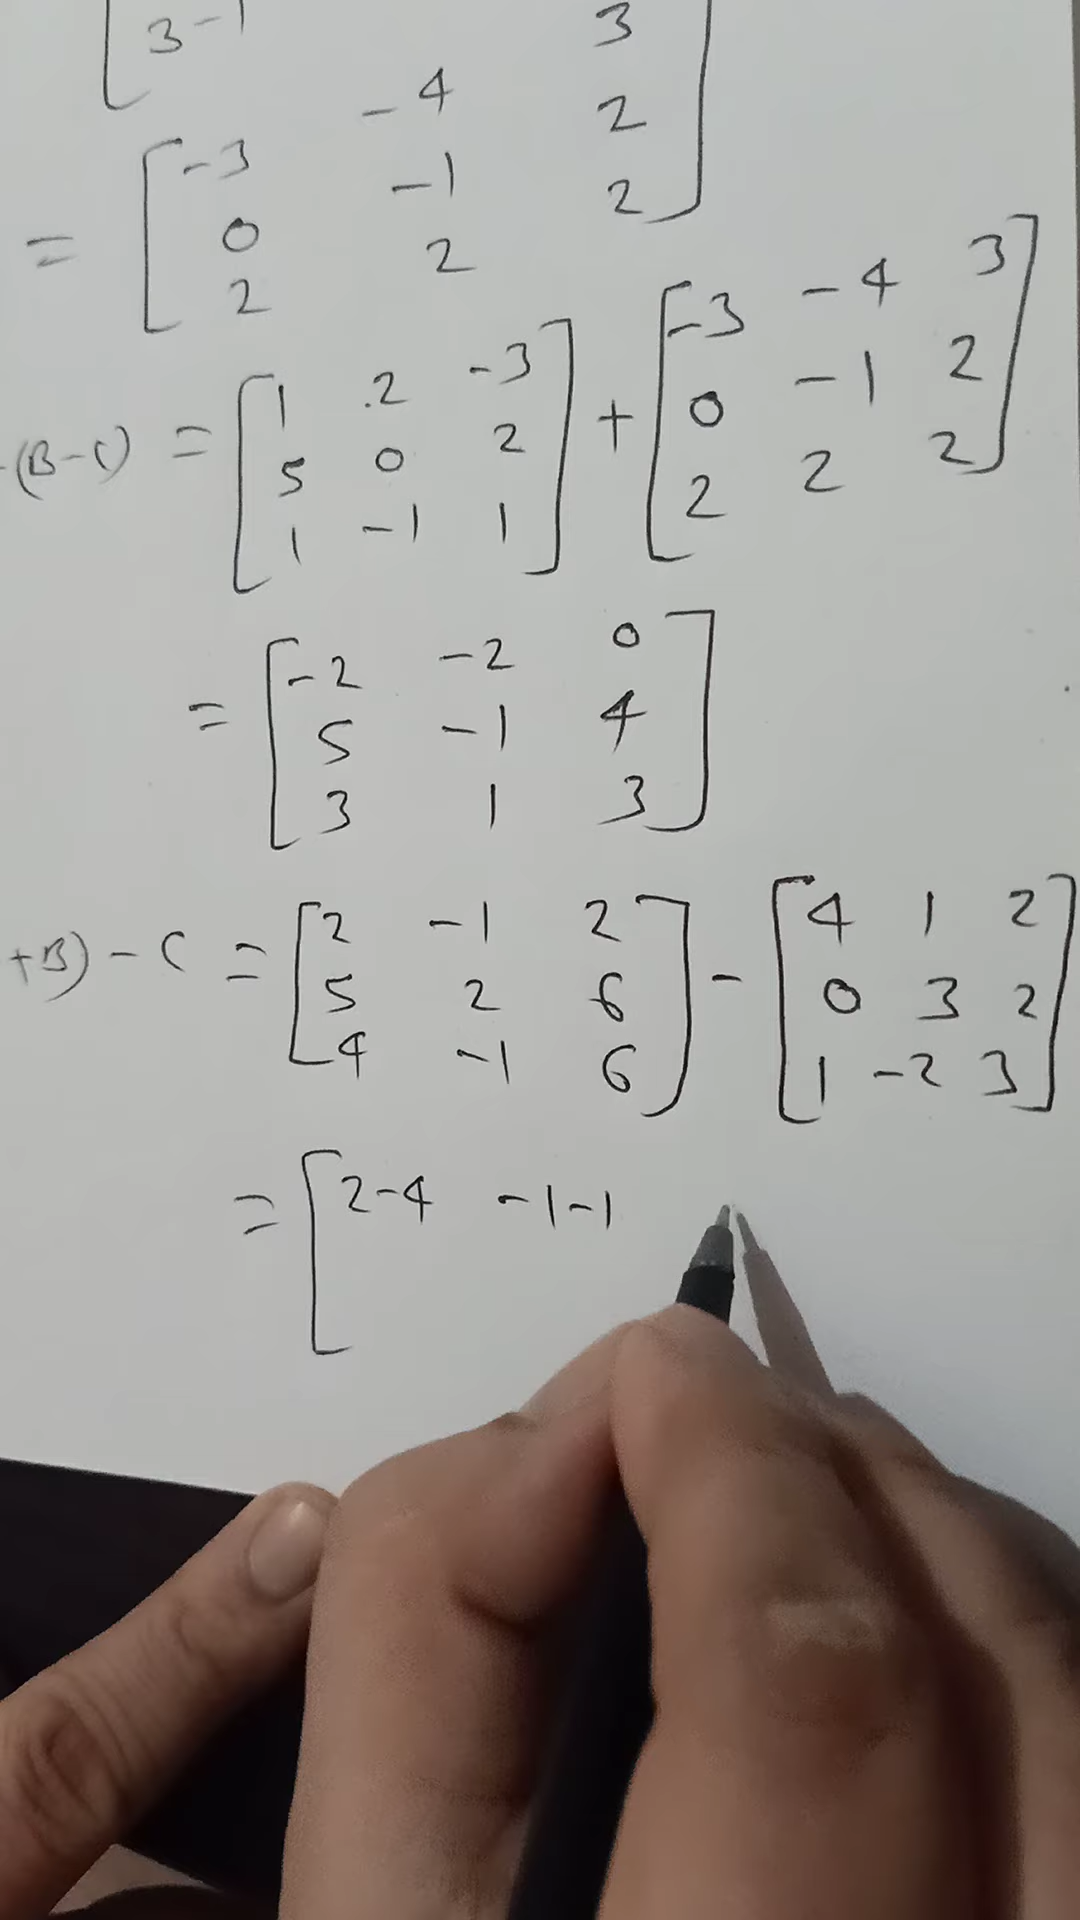 3-1 3
-3 -4 2
= 0 -1 2
2 2
-(B-C) = [1 2 -3] + [-3 -4 3]
[5 0 2] [0 -1 2]
[1 -1 1] [2 2 2]
= [-2 -2 0]
[5 -1 4]
[3 1 3]
+B)-C = [2 -1 2] - [4 1 2]
[5 2 6] [0 3 2]
[4 -1 6] [1 -2 3]
= [2-4 -1-1